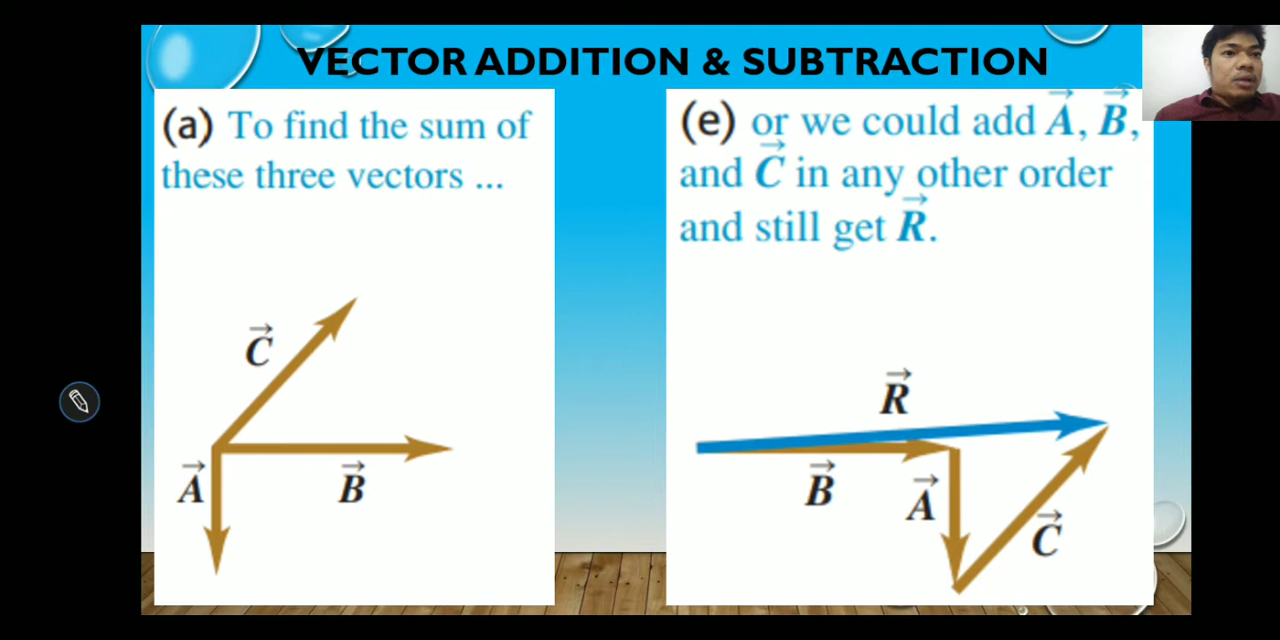 VECTOR ADDITION & SUBTRACTION
(a) To find the sum of
these three vectors ...
C
A
B
(e) or we could add A, B,
and C in any other order
and still get R.
R
B
A
C